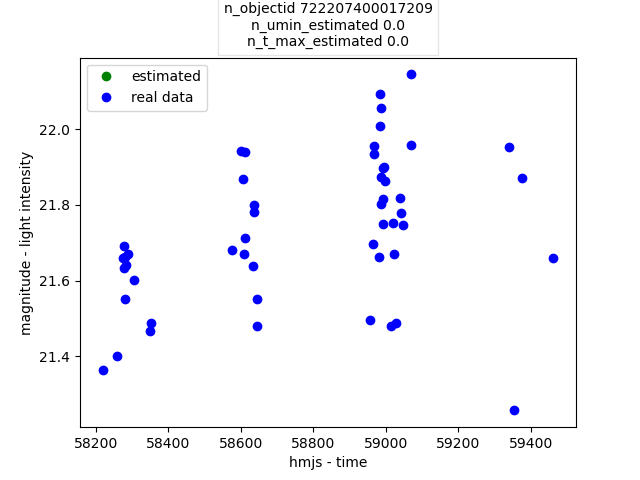 n_objectid 722207400017209
n_umin_estimated 0.0
n_t_max_estimated 0.0
estimated
real data
magnitude - light intensity
22.0
21.8
21.6
21.4
58200 58400 58600 58800 59000 59200 59400
hmjs - time